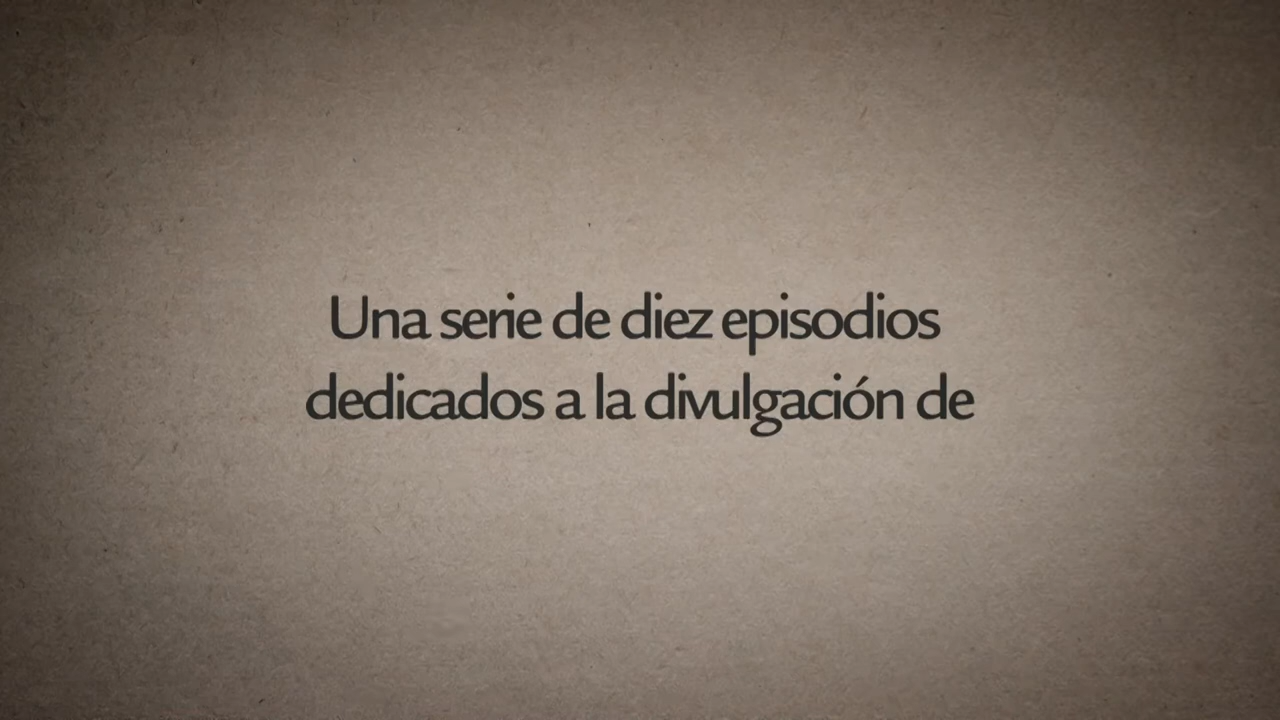 Una serie de diez episodios
dedicados a la divulgación de